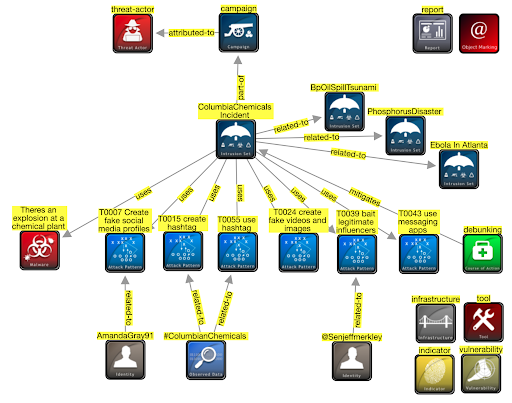 threat-actor
campaign
report
Threat Actor
attributed-to
Campaign
Report
Object Marking
part-of
ColumbiaChemicals
Incident
Intrusion Set
BpOilSpillTsunami
related-to
Intrusion Set
PhosphorusDisaster
related-to
Intrusion Set
Ebola In Atlanta
related-to
Intrusion Set
uses
uses
uses
uses
uses
uses
uses
mitigates
Theres an
explosion at a
chemical plant
Malware
T0007 Create
fake social
media profiles
Attack Pattern
T0015 create
hashtag
Attack Pattern
T0055 use
hashtag
Attack Pattern
T0024 create
fake videos and
images
Attack Pattern
T0039 bait
legitimate
influencers
Attack Pattern
T0043 use
messaging
apps
Attack Pattern
debunking
Course of Action
related-to
related-to
related-to
related-to
AmandaGray91
Identity
#ColumbianChemicals
Observed Data
@Senjeffmerkley
Identity
infrastructure
Infrastructure
tool
Tool
indicator
Indicator
vulnerability
Vulnerability